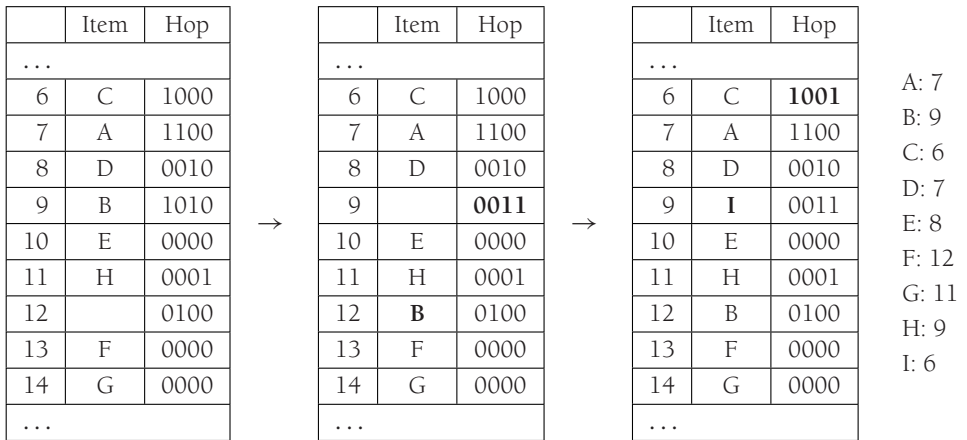 Item Hop → Item Hop → Item Hop
... ... ...
6 C 1000 6 C 1000 6 C 1001 A: 7
7 A 1100 7 A 1100 7 A 1100 B: 9
8 D 0010 8 D 0010 8 D 0010 C: 6
9 B 1010 9 0011 9 I 0011 D: 7
10 E 0000 10 E 0000 10 E 0000 E: 8
11 H 0001 11 H 0001 11 H 0001 F: 12
12 0100 12 B 0100 12 B 0100 G: 11
13 F 0000 13 F 0000 13 F 0000 H: 9
14 G 0000 14 G 0000 14 G 0000 I: 6
... ... ...